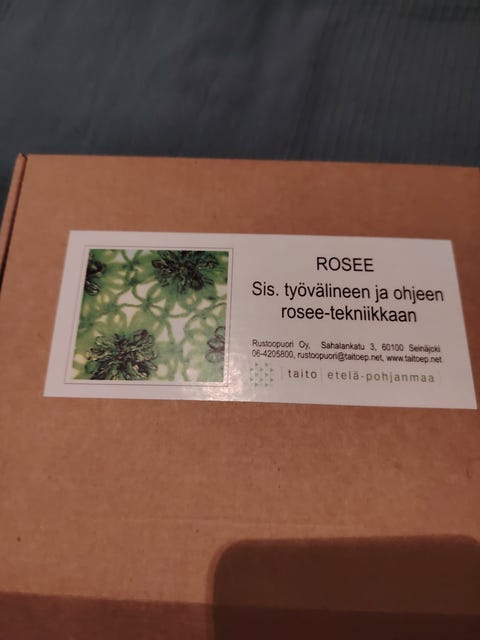 ROSEE
Sis. työvälineen ja ohjeen
rosee-tekniikkaan
Rustoopuori Oy, Sahalankatu 3, 60100 Seinäjoki
06-4205800, rustoopuori@taitoep.net, www.taitoep.net
taito etelä-pohjanmaa